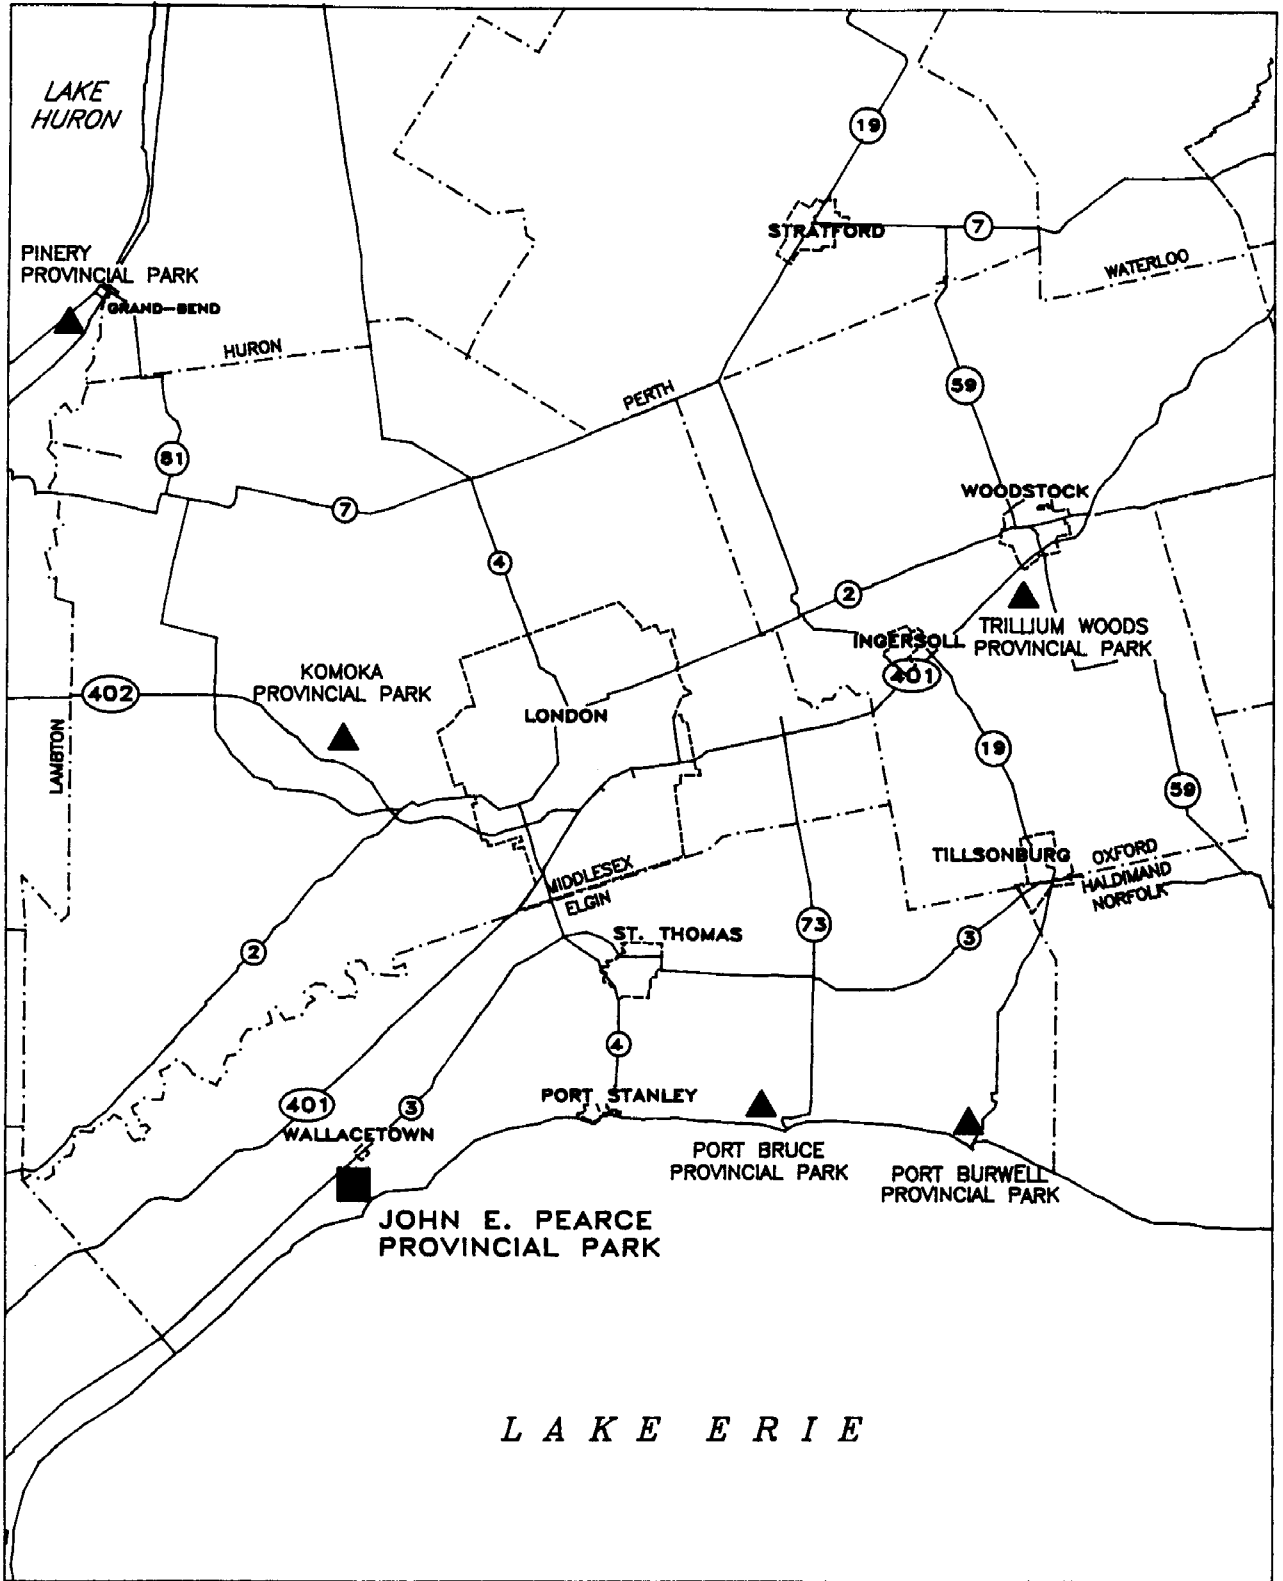 LAKE
HURON
19
PINERY
PROVINCIAL PARK
GRAND-BEND
STRATFORD
7
WATERLOO
HURON
PERTH
59
81
7
WOODSTOCK
4
2
INGERSOLL
TRILLIUM WOODS
PROVINCIAL PARK
401
KOMOKA
PROVINCIAL PARK
402
LONDON
LAMBTON
19
59
TILLSONBURG
OXFORD
HALDIMAND
NORFOLK
MIDDLESEX
ELGIN
73
ST. THOMAS
3
2
4
401
3
PORT STANLEY
WALLACETOWN
PORT BRUCE
PROVINCIAL PARK
PORT BURWELL
PROVINCIAL PARK
JOHN E. PEARCE
PROVINCIAL PARK
LAKE ERIE